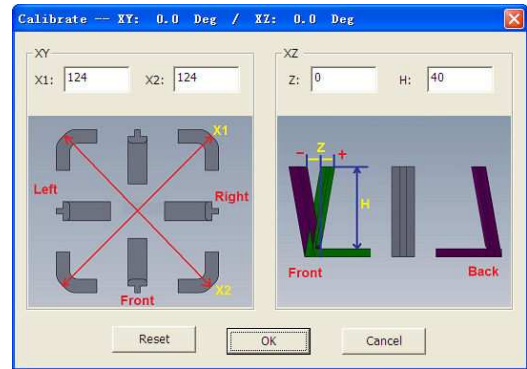 Calibrate -- XY: 0.0 Deg / XZ: 0.0 Deg
XY
X1: 124 X2: 124
X1
Left
Right
X2
Front
XZ
Z: 0 H: 40
- Z +
H
Front
Back
Reset OK Cancel